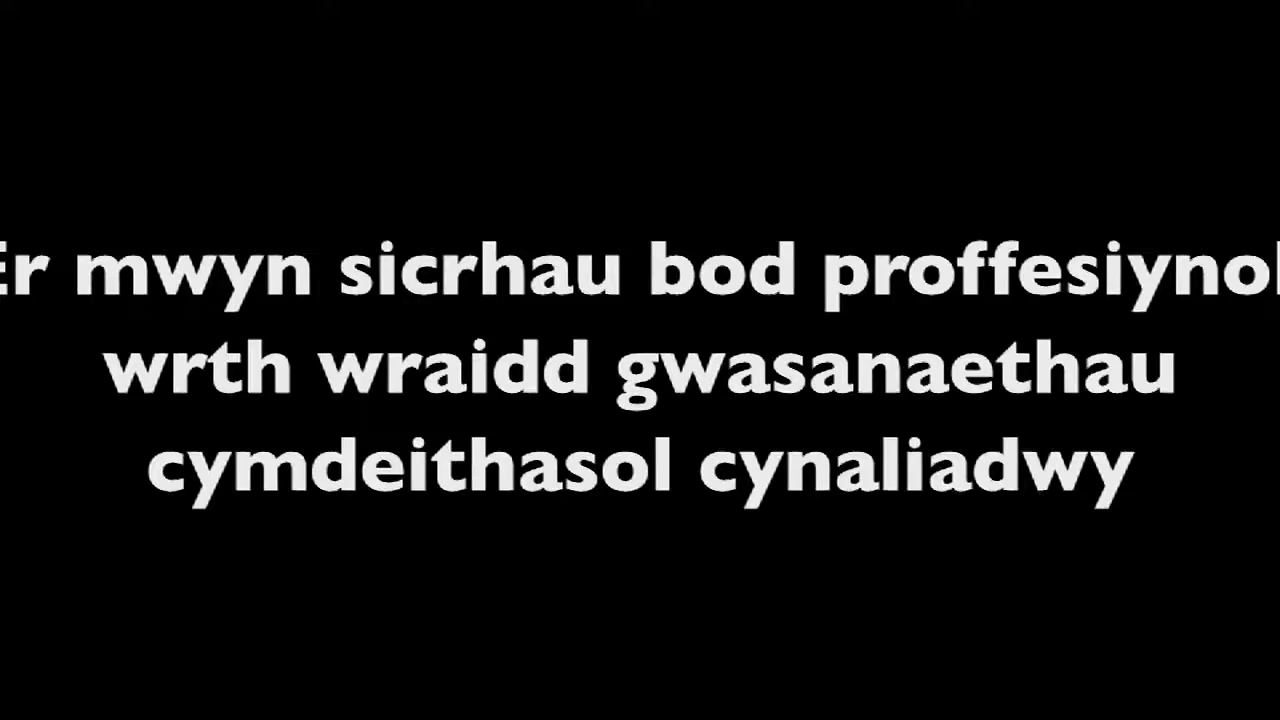 Er mwyn sicrhau bod proffesiynol
wrth wraidd gwasanaethau
cymdeithasol cynaliadwy